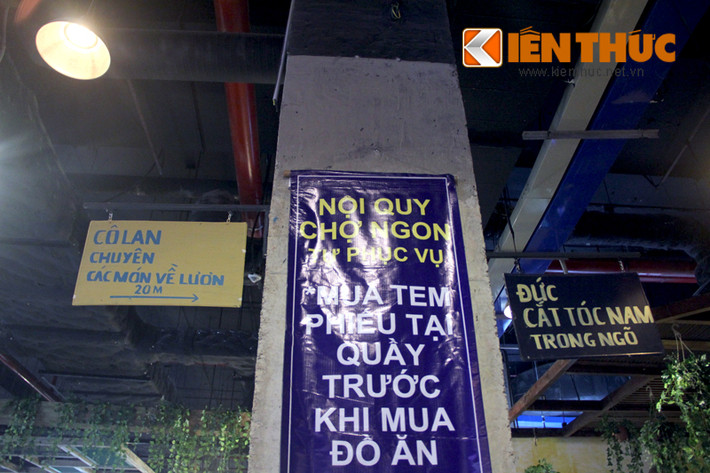 KIẾN THỨC
www.kienthuc.net.vn
CÔ LAN
CHUYÊN
CÁC MÓN VỀ LƯƠN
20 M
NỘI QUY
CHỢ NGON
TỰ PHỤC VỤ
*MUA TEM
PHIẾU TẠI
QUẦY
TRƯỚC
KHI MUA
ĐỒ ĂN
ĐỨC
CẮT TÓC NAM
TRONG NGÕ